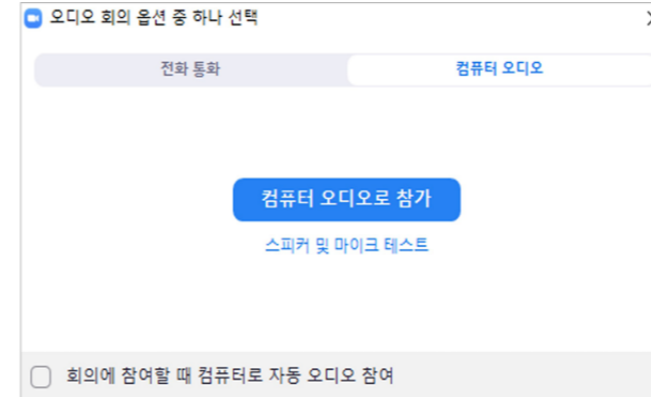 오디오 회의 옵션 중 하나 선택
전화 통화
컴퓨터 오디오
컴퓨터 오디오로 참가
스피커 및 마이크 테스트
회의에 참여할 때 컴퓨터로 자동 오디오 참여